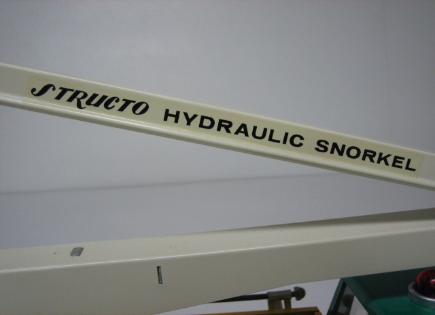 STRUCTO HYDRAULIC SNORKEL